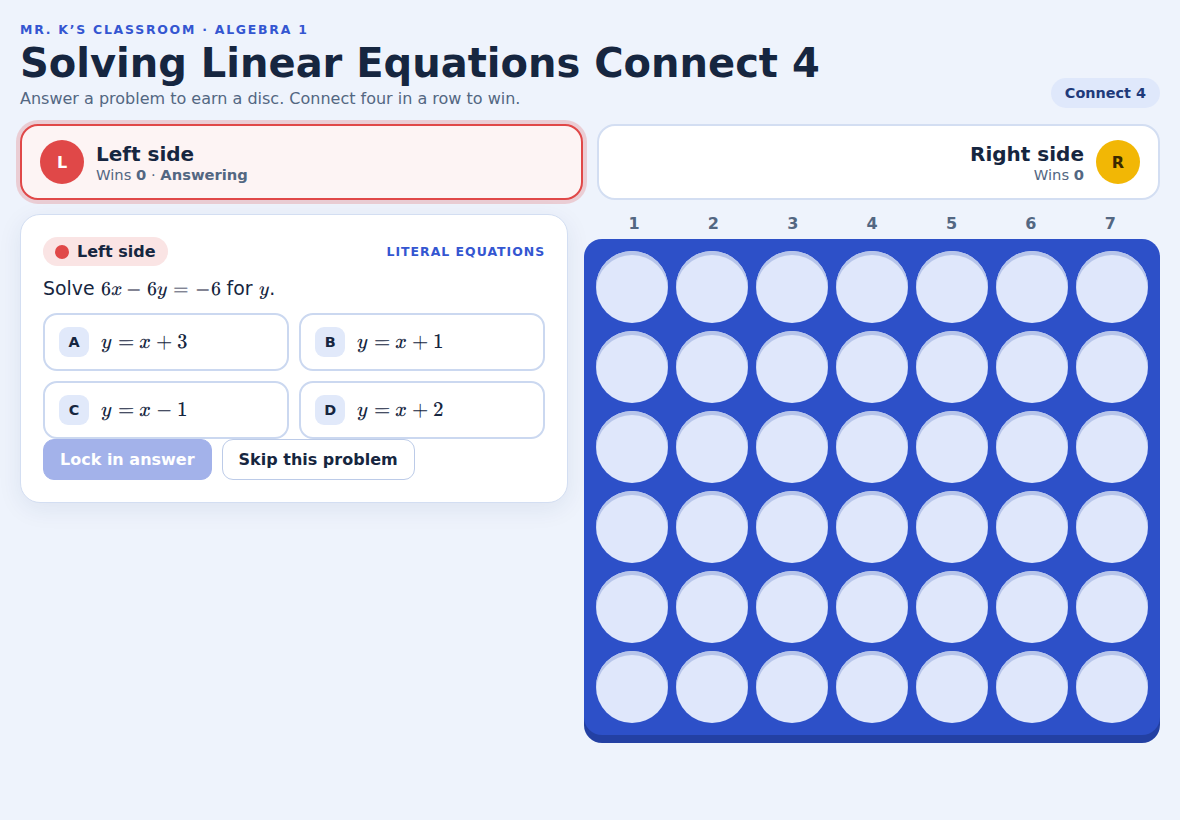 MR. K’S CLASSROOM · ALGEBRA 1
Solving Linear Equations Connect 4
Answer a problem to earn a disc. Connect four in a row to win.
Connect 4
L
Left side
Wins 0 · Answering
Right side
Wins 0
R
Left side
LITERAL EQUATIONS
Solve 6x − 6y = −6 for y.
A y = x + 3
B y = x + 1
C y = x − 1
D y = x + 2
Lock in answer
Skip this problem
1 2 3 4 5 6 7